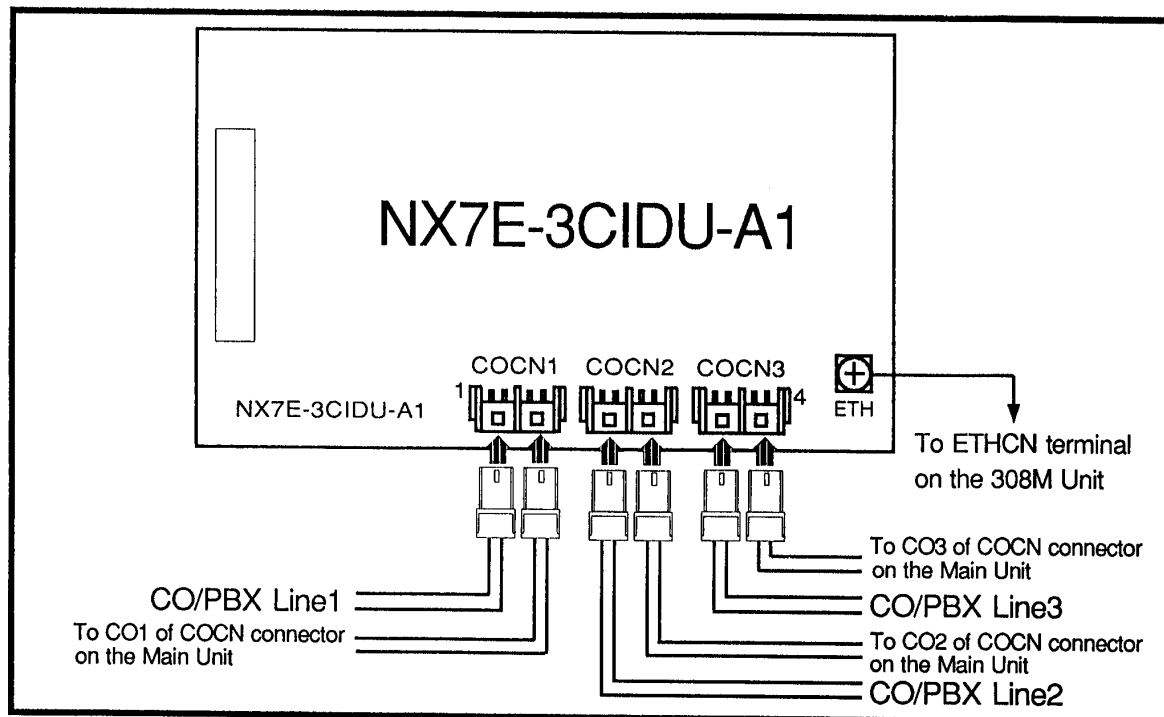 NX7E-3CIDU-A1
COCN1
COCN2
COCN3
1
4
NX7E-3CIDU-A1
ETH
To ETHCN terminal
on the 308M Unit
To CO3 of COCN connector
on the Main Unit
CO/PBX Line1
CO/PBX Line3
To CO1 of COCN connector
on the Main Unit
To CO2 of COCN connector
on the Main Unit
CO/PBX Line2